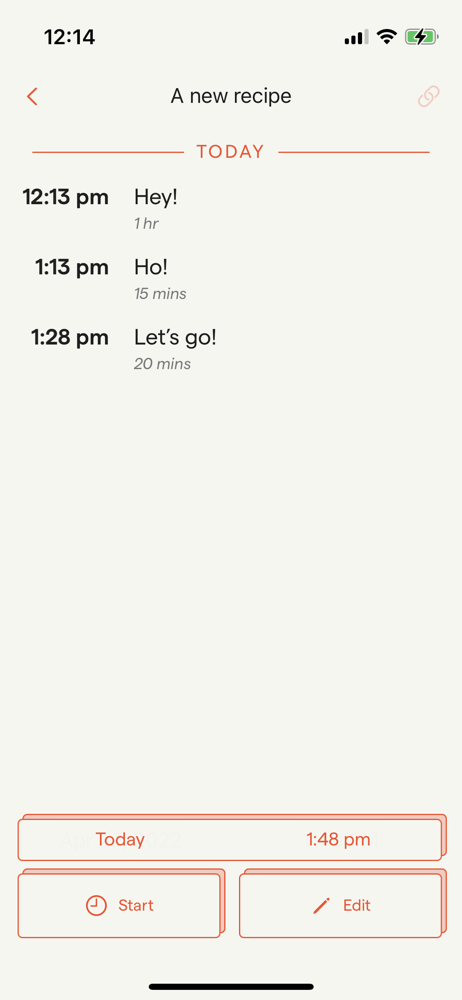 12:14
A new recipe
TODAY
12:13 pm Hey!
1 hr
1:13 pm Ho!
15 mins
1:28 pm Let's go!
20 mins
Today 1:48 pm
Start Edit